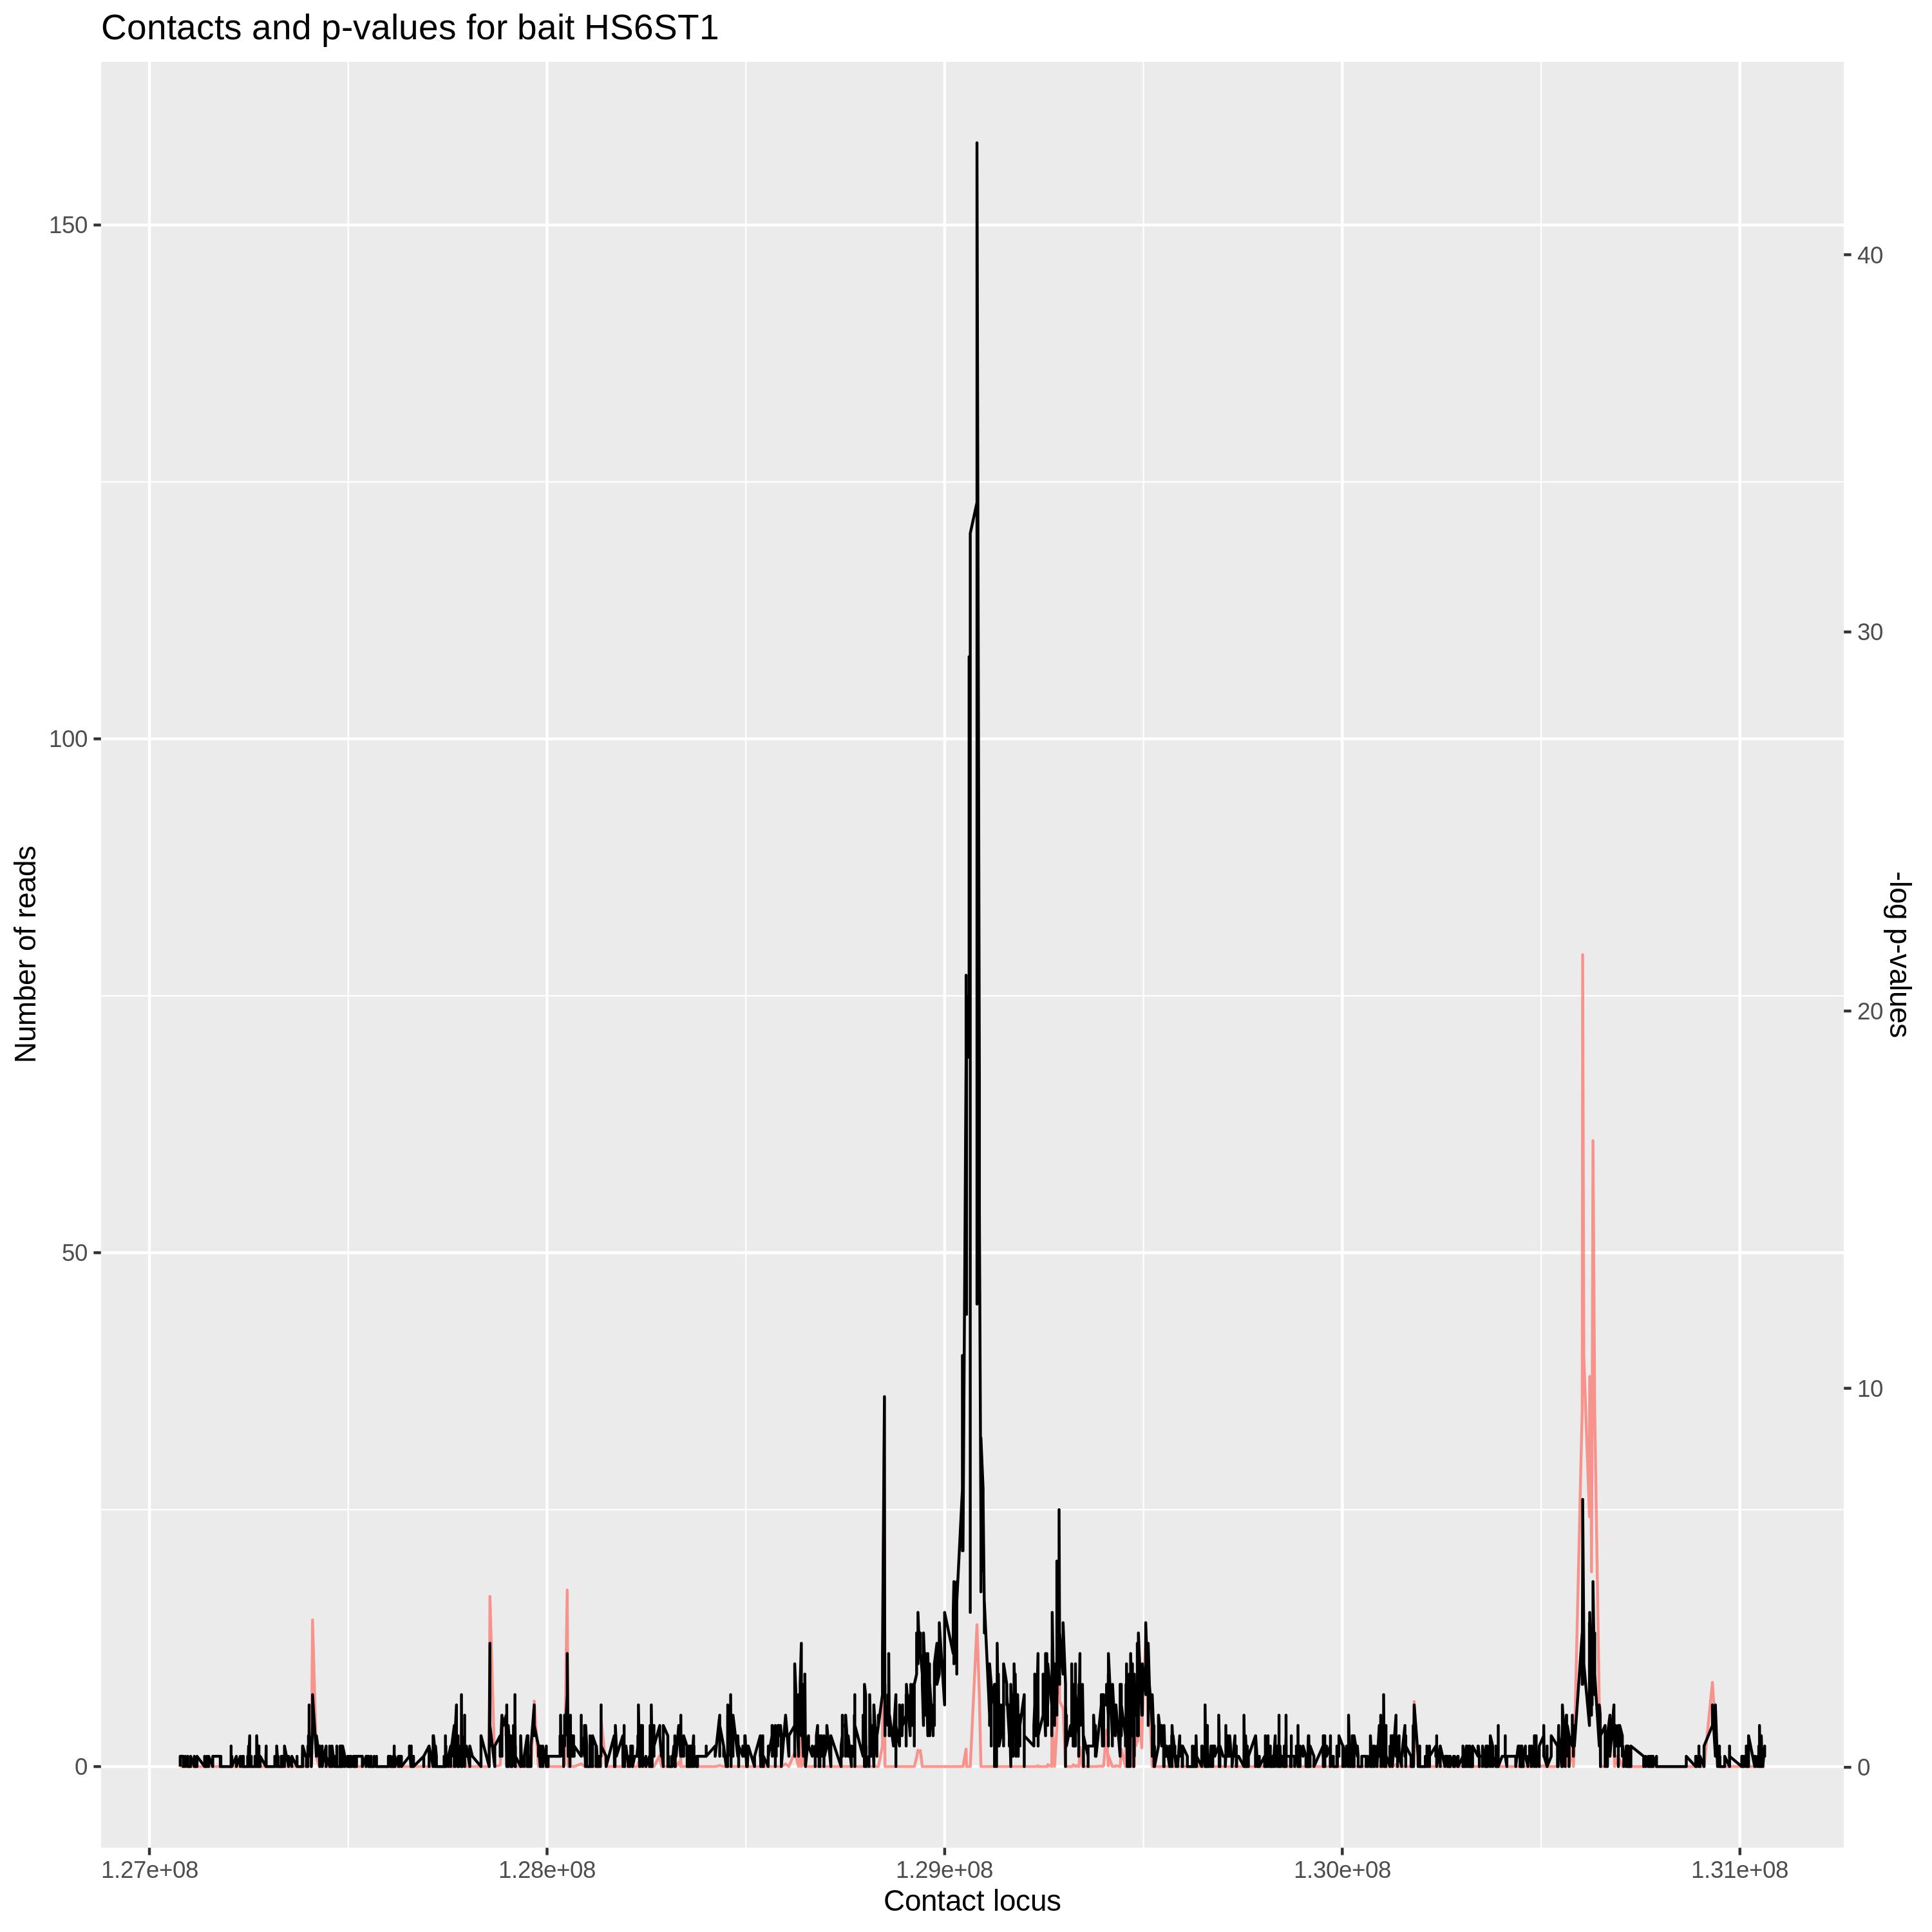 Contacts and p-values for bait HS6ST1
150
100
50
0
Number of reads
40
30
20
10
0
-log p-values
1.27e+08
1.28e+08
1.29e+08
1.30e+08
1.31e+08
Contact locus